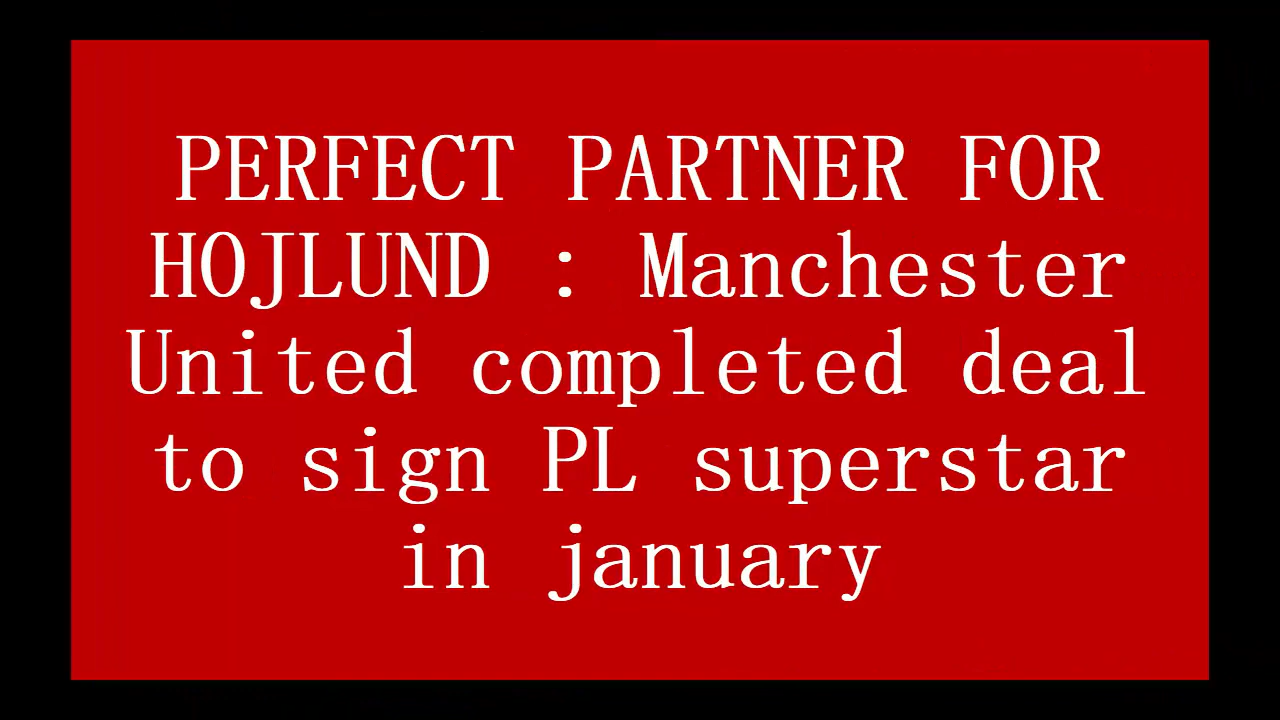 PERFECT PARTNER FOR
HOJLUND : Manchester
United completed deal
to sign PL superstar
in january